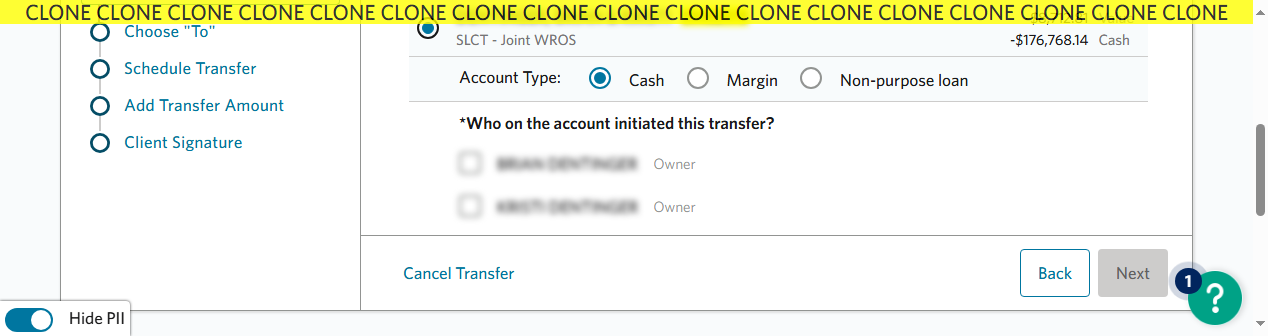 CLONE CLONE CLONE CLONE CLONE CLONE CLONE CLONE CLONE CLONE CLONE CLONE CLONE CLONE CLONE CLONE CLONE
Choose "To"
Schedule Transfer
Add Transfer Amount
Client Signature
SLCT - Joint WROS
-$176,768.14 Cash
Account Type: Cash Margin Non-purpose loan
*Who on the account initiated this transfer?
Owner
Owner
Cancel Transfer
Back Next
1
?
Hide PII